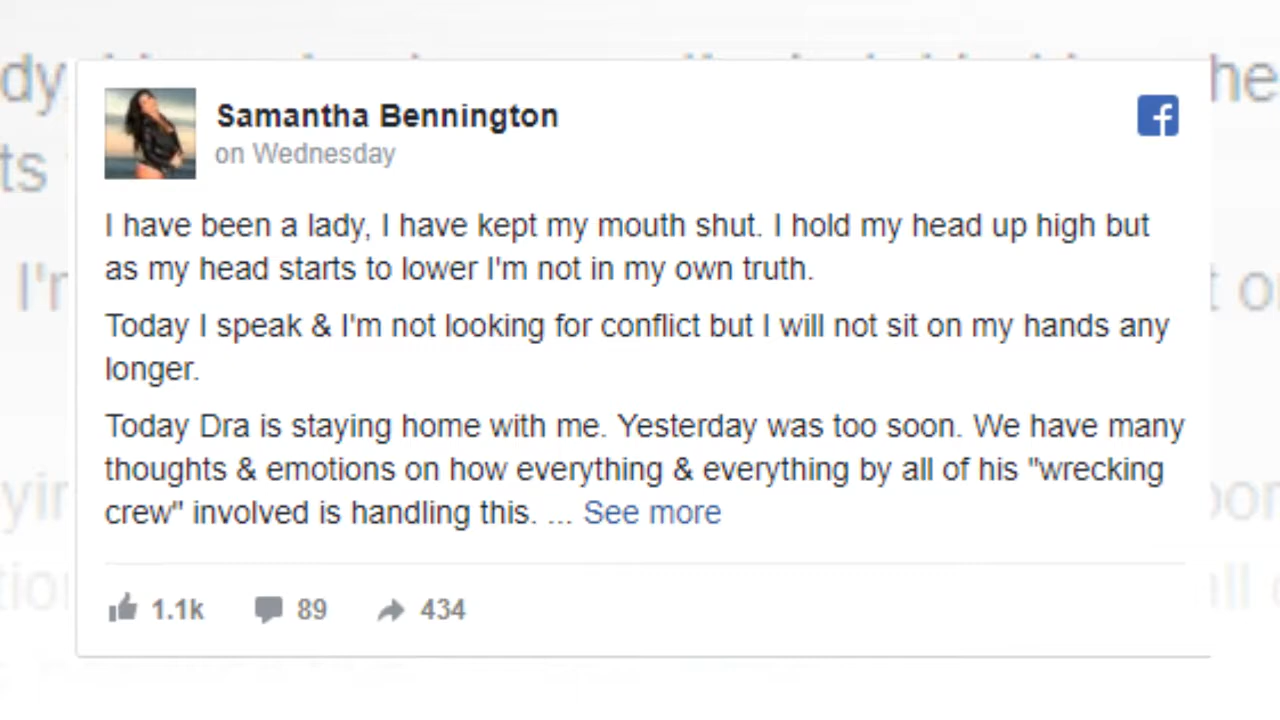 Samantha Bennington
on Wednesday
I have been a lady, I have kept my mouth shut. I hold my head up high but
as my head starts to lower I'm not in my own truth.
Today I speak & I'm not looking for conflict but I will not sit on my hands any
longer.
Today Dra is staying home with me. Yesterday was too soon. We have many
thoughts & emotions on how everything & everything by all of his "wrecking
crew" involved is handling this. ... See more
1.1k 89 434